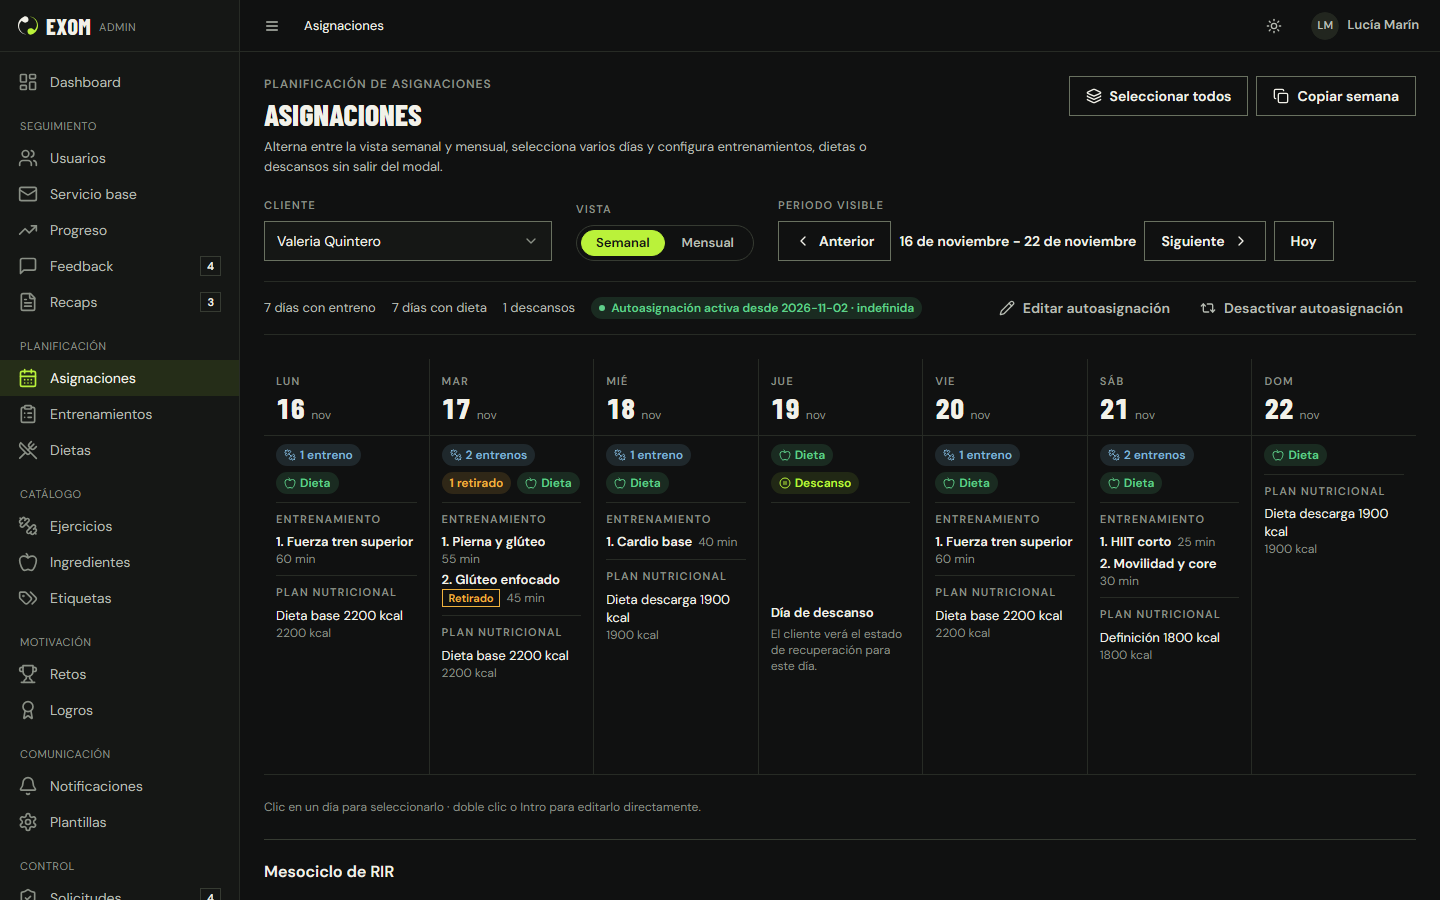 EXOM ADMIN
Asignaciones
LM Lucía Marín
Dashboard
SEGUIMIENTO
Usuarios
Servicio base
Progreso
Feedback 4
Recaps 3
PLANIFICACIÓN
Asignaciones
Entrenamientos
Dietas
CATÁLOGO
Ejercicios
Ingredientes
Etiquetas
MOTIVACIÓN
Retos
Logros
COMUNICACIÓN
Notificaciones
Plantillas
CONTROL
Solicitudes 4
PLANIFICACIÓN DE ASIGNACIONES
ASIGNACIONES
Alterna entre la vista semanal y mensual, selecciona varios días y configura entrenamientos, dietas o
descansos sin salir del modal.
Seleccionar todos
Copiar semana
CLIENTE
Valeria Quintero
VISTA
Semanal Mensual
PERIODO VISIBLE
Anterior 16 de noviembre - 22 de noviembre Siguiente Hoy
7 días con entreno 7 días con dieta 1 descansos Autoasignación activa desde 2026-11-02 · indefinida
Editar autoasignación Desactivar autoasignación
LUN
16 nov
1 entreno
Dieta
ENTRENAMIENTO
1. Fuerza tren superior
60 min
PLAN NUTRICIONAL
Dieta base 2200 kcal
2200 kcal
MAR
17 nov
2 entrenos
1 retirado Dieta
ENTRENAMIENTO
1. Pierna y glúteo
55 min
2. Glúteo enfocado
Retirado 45 min
PLAN NUTRICIONAL
Dieta base 2200 kcal
2200 kcal
MIÉ
18 nov
1 entreno
Dieta
ENTRENAMIENTO
1. Cardio base 40 min
PLAN NUTRICIONAL
Dieta descarga 1900
kcal
1900 kcal
JUE
19 nov
Dieta
Descanso
Día de descanso
El cliente verá el estado
de recuperación para
este día.
VIE
20 nov
1 entreno
Dieta
ENTRENAMIENTO
1. Fuerza tren superior
60 min
PLAN NUTRICIONAL
Dieta base 2200 kcal
2200 kcal
SÁB
21 nov
2 entrenos
Dieta
ENTRENAMIENTO
1. HIIT corto 25 min
2. Movilidad y core
30 min
PLAN NUTRICIONAL
Definición 1800 kcal
1800 kcal
DOM
22 nov
Dieta
PLAN NUTRICIONAL
Dieta descarga 1900
kcal
1900 kcal
Clic en un día para seleccionarlo · doble clic o Intro para editarlo directamente.
Mesociclo de RIR